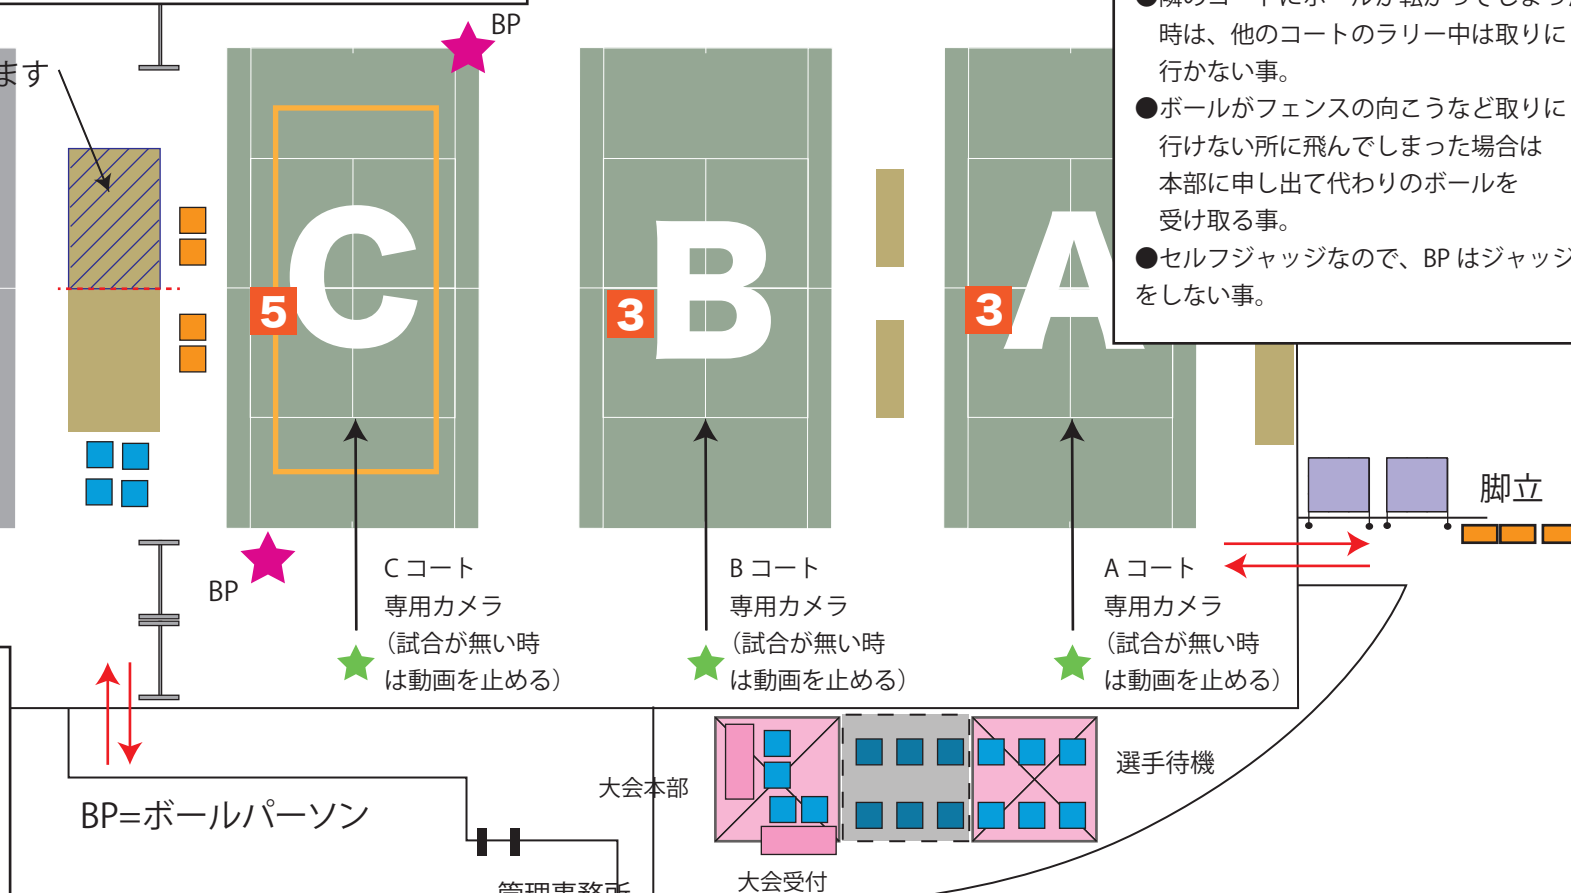 BP
ます
時は、他のコートのラリー中は取りに
行かない事。
●ボールがフェンスの向こうなど取りに
行けない所に飛んでしまった場合は
本部に申し出て代わりのボールを
受け取る事。
●セルフジャッジなので、BP はジャッジ
をしない事。
C
B
A
5
3
3
脚立
BP
C コート
専用カメラ
（試合が無い時
は動画を止める）
B コート
専用カメラ
（試合が無い時
は動画を止める）
A コート
専用カメラ
（試合が無い時
は動画を止める）
大会本部
選手待機
BP=ボールパーソン
大会受付
管理事務所